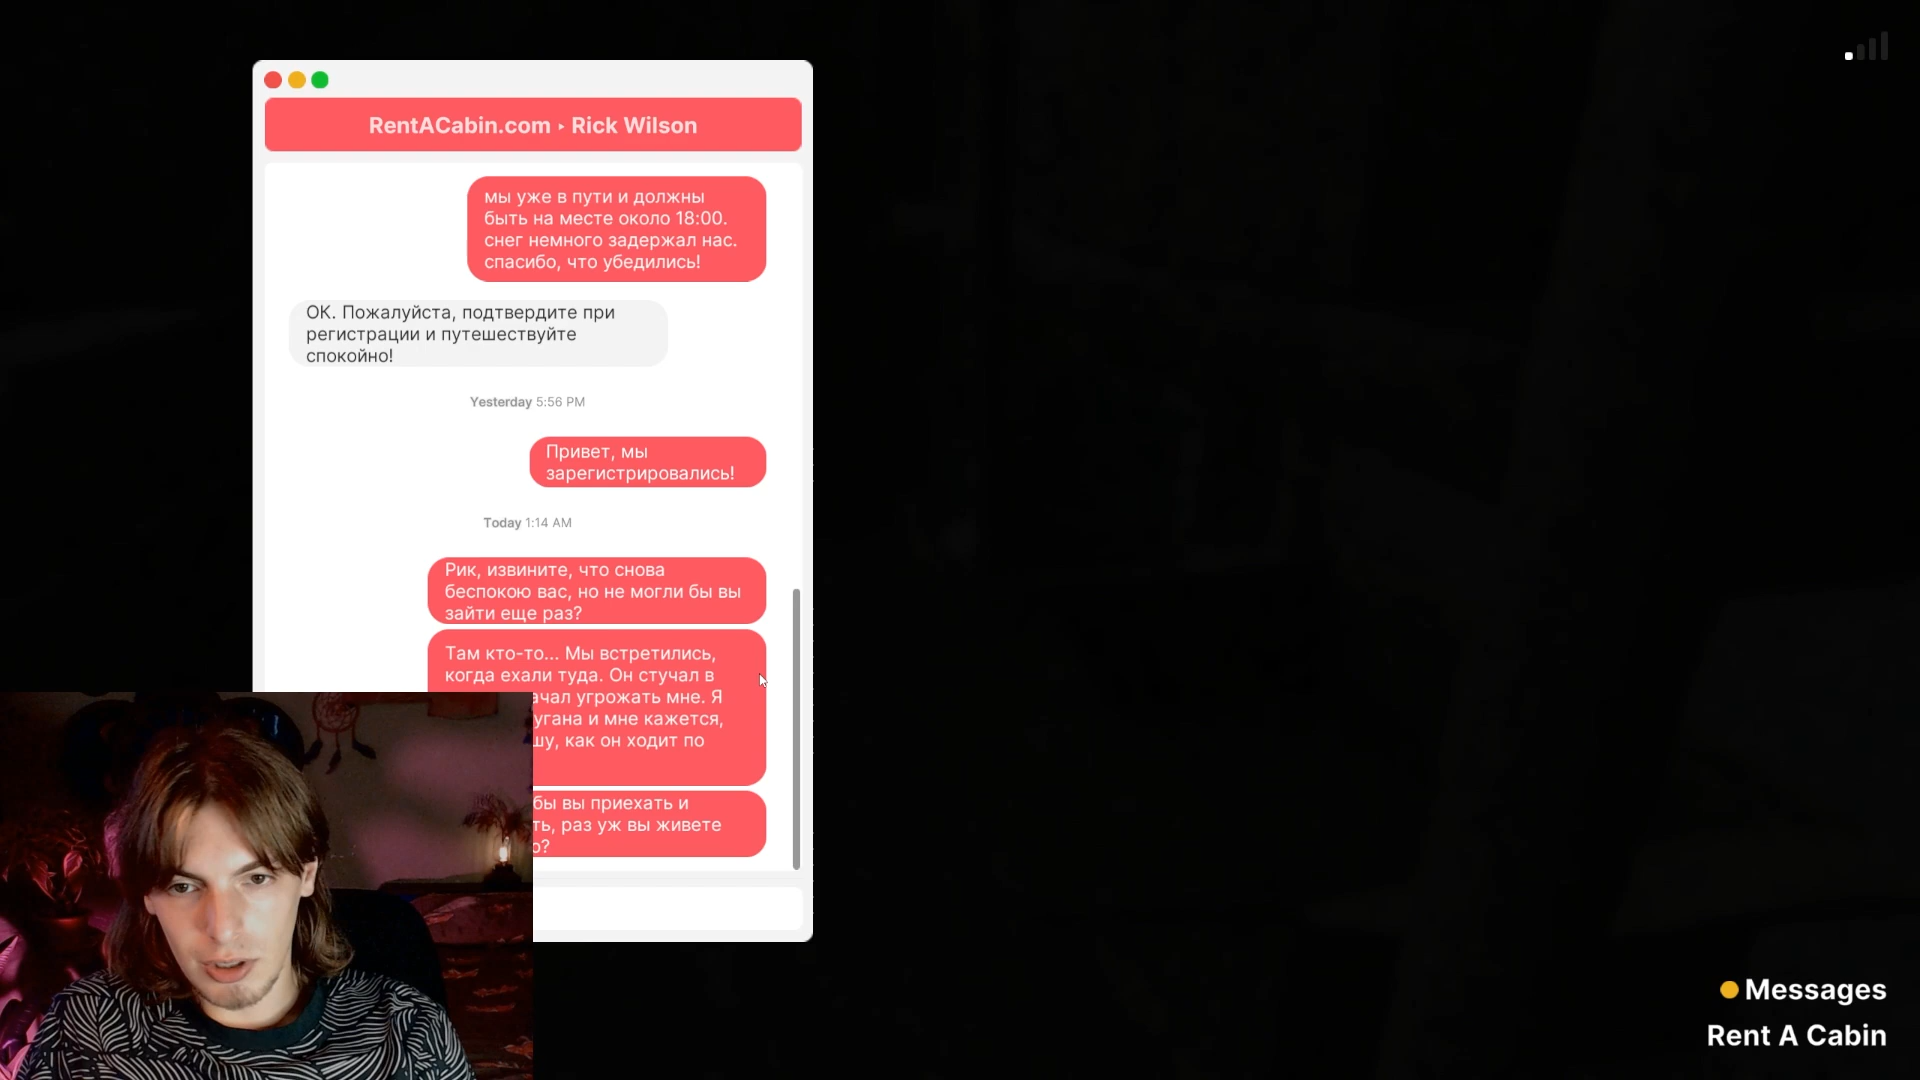 RentACabin.com ‣ Rick Wilson
мы уже в пути и должны
быть на месте около 18:00.
снег немного задержал нас.
спасибо, что убедились!
ОК. Пожалуйста, подтвердите при
регистрации и путешествуйте
спокойно!
Yesterday 5:56 PM
Привет, мы
зарегистрировались!
Today 1:14 AM
Рик, извините, что снова
беспокою вас, но не могли бы вы
зайти еще раз?
Там кто-то... Мы встретились,
когда ехали туда. Он стучал в
угрожать мне. Я
и мне кажется,
как он ходит по
бы вы приехать и
раз уж вы живете
Messages
Rent A Cabin